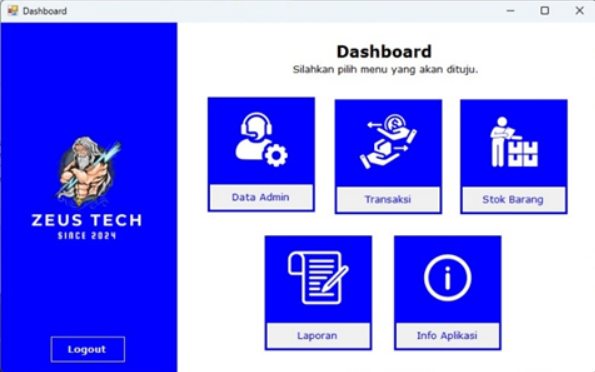 Dashboard
Dashboard
Silahkan pilih menu yang akan dituju.
ZEUS TECH
SINCE 2024
Logout
Data Admin
Transaksi
Stok Barang
Laporan
Info Aplikasi